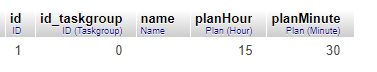 id id_taskgroup name planHour planMinute
ID ID (Taskgroup) Name Plan (Hour) Plan (Minute)
1 0 15 30